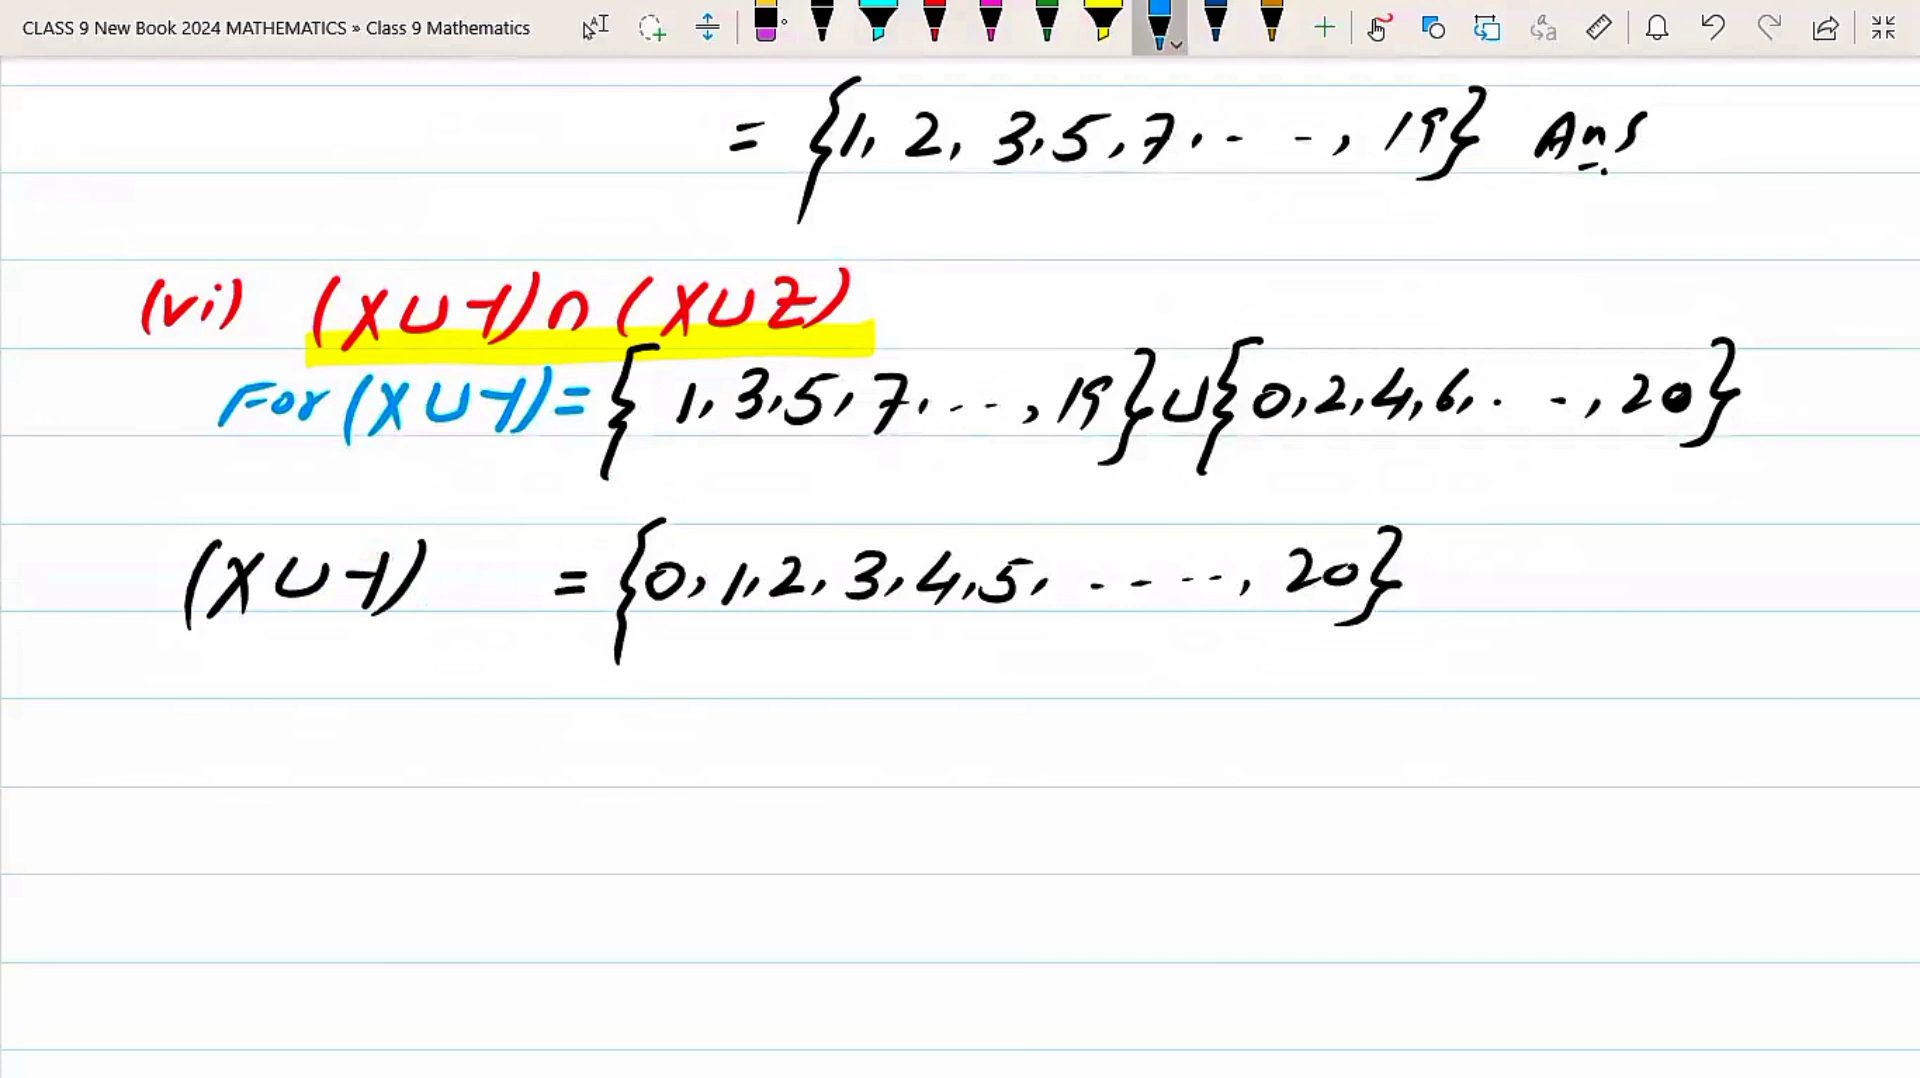 CLASS 9 New Book 2024 MATHEMATICS » Class 9 Mathematics
= {1, 2, 3, 5, 7, . - -, 19} Ans
(vi) (X∪Y)∩(X∪Z)
For (X∪Y) = {1, 3, 5, 7, . - -, 19}∪{0, 2, 4, 6, . - -, 20}
(X∪Y) = {0, 1, 2, 3, 4, 5, . - - - -, 20}